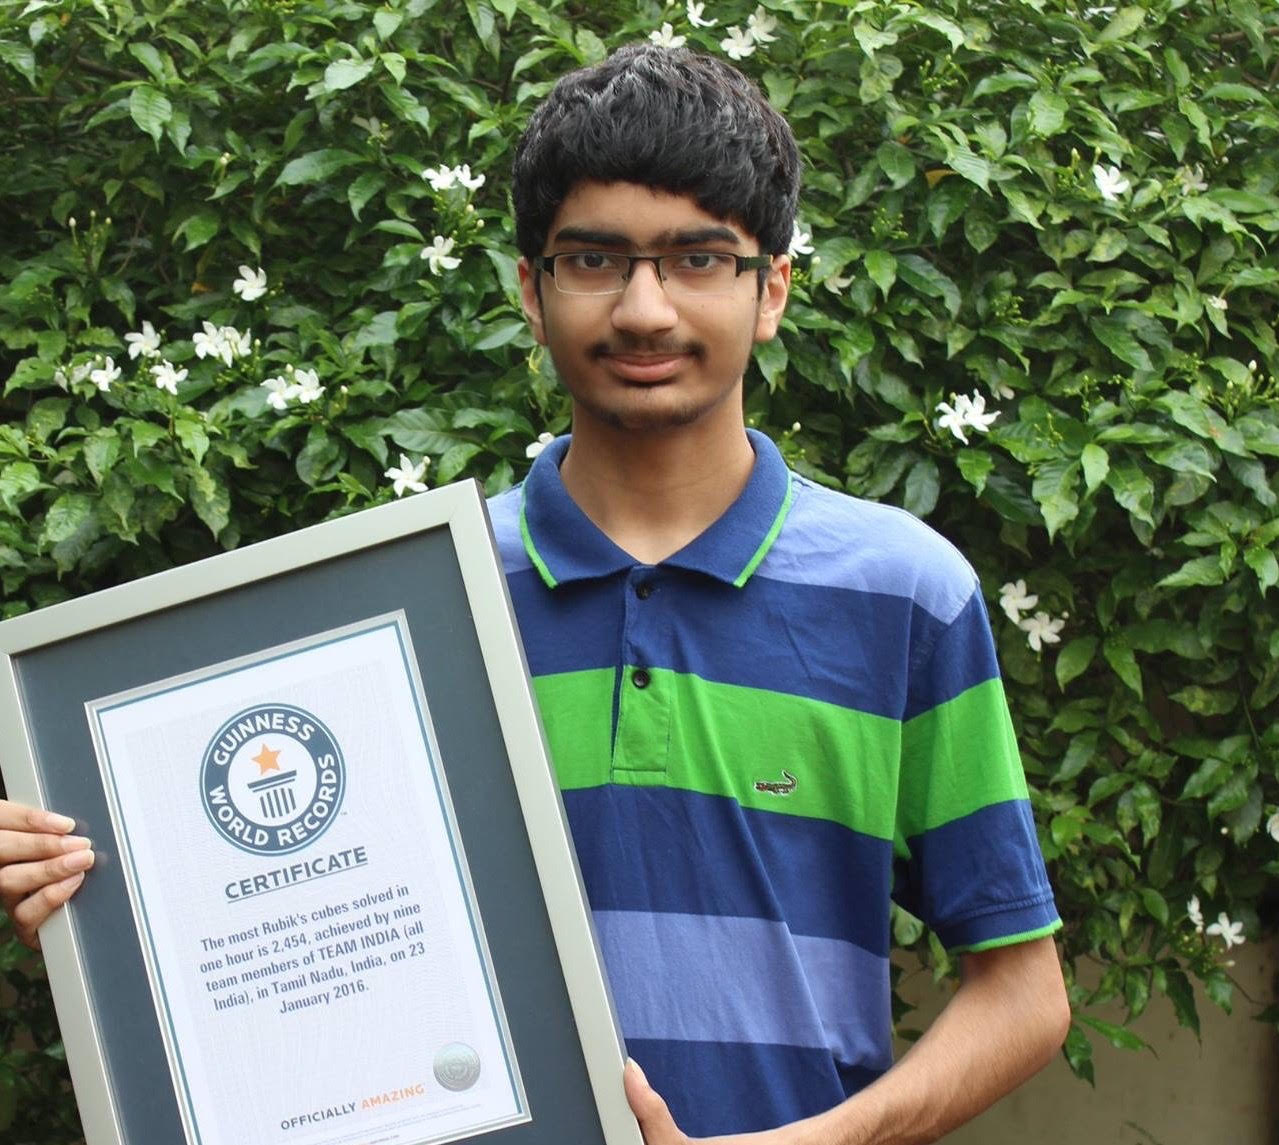 GUINNESS
WORLD RECORDS
™
CERTIFICATE
The most Rubik's cubes solved in
one hour is 2,454, achieved by nine
team members of TEAM INDIA (all
India), in Tamil Nadu, India, on 23
January 2016.
OFFICIALLY AMAZING